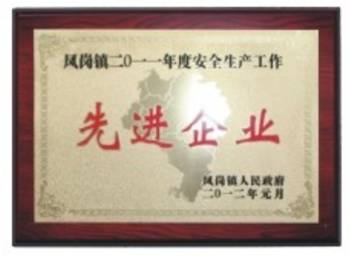 凤岗镇二〇一一年度安全生产工作
先进企业
凤岗镇人民政府
二〇一二年元月